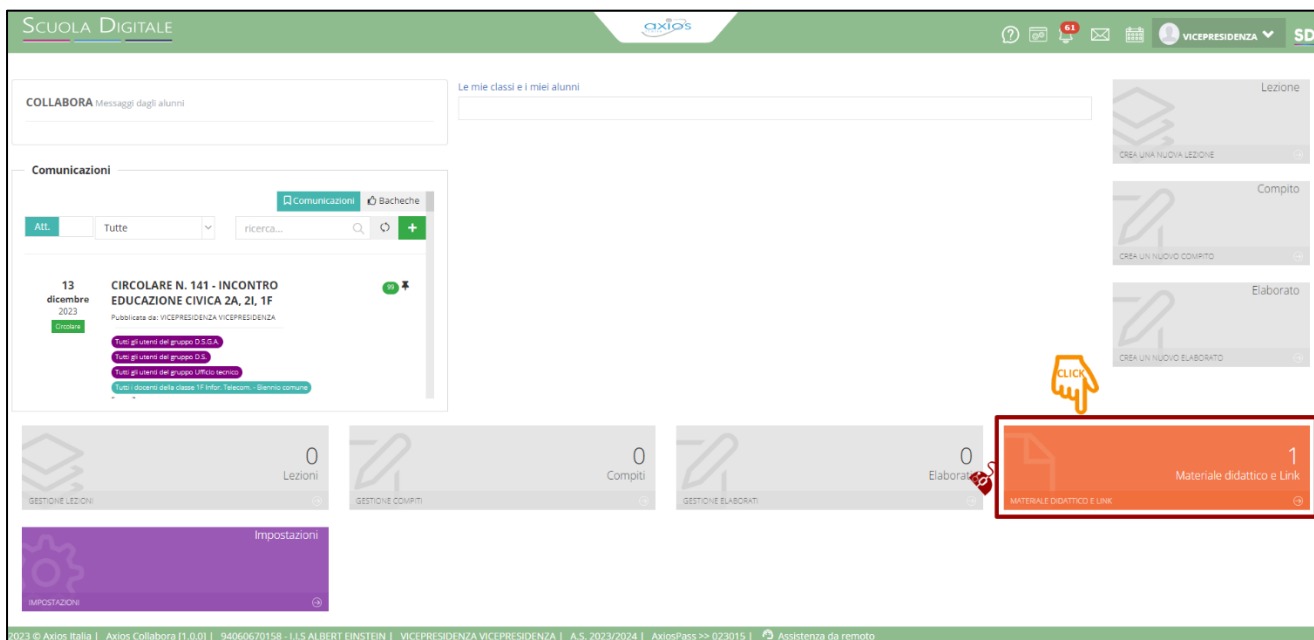 SCUOLA DIGITALE
axios
61
VICEPRESIDENZA
SD
COLLABORA Messaggi dagli alunni
Le mie classi e i miei alunni
Lezione
CREA UNA NUOVA LEZIONE
Comunicazioni
Comunicazioni
Bacheche
Att.
Tutte
ricerca...
+
Compito
CREA UN NUOVO COMPITO
13
dicembre
2023
Circolare
CIRCOLARE N. 141 - INCONTRO
EDUCAZIONE CIVICA 2A, 2I, 1F
99
Pubblicata da: VICEPRESIDENZA VICEPRESIDENZA
Tutti gli utenti del gruppo D.S.G.A.
Tutti gli utenti del gruppo D.S.
Tutti gli utenti del gruppo Ufficio tecnico
Tutti i docenti della classe 1F Infor. Telecom. - Biennio comune
Elaborato
CREA UN NUOVO ELABORATO
CLICK
0
Lezioni
GESTIONE LEZIONI
0
Compiti
GESTIONE COMPITI
0
Elaborati
GESTIONE ELABORATI
1
Materiale didattico e Link
MATERIALE DIDATTICO E LINK
Impostazioni
IMPOSTAZIONI
2023 © Axios Italia | Axios Collabora [1.0.0] | 94060670158 - I.I.S ALBERT EINSTEIN | VICEPRESIDENZA VICEPRESIDENZA | A.S. 2023/2024 | AxiosPass >> 023015 | Assistenza da remoto